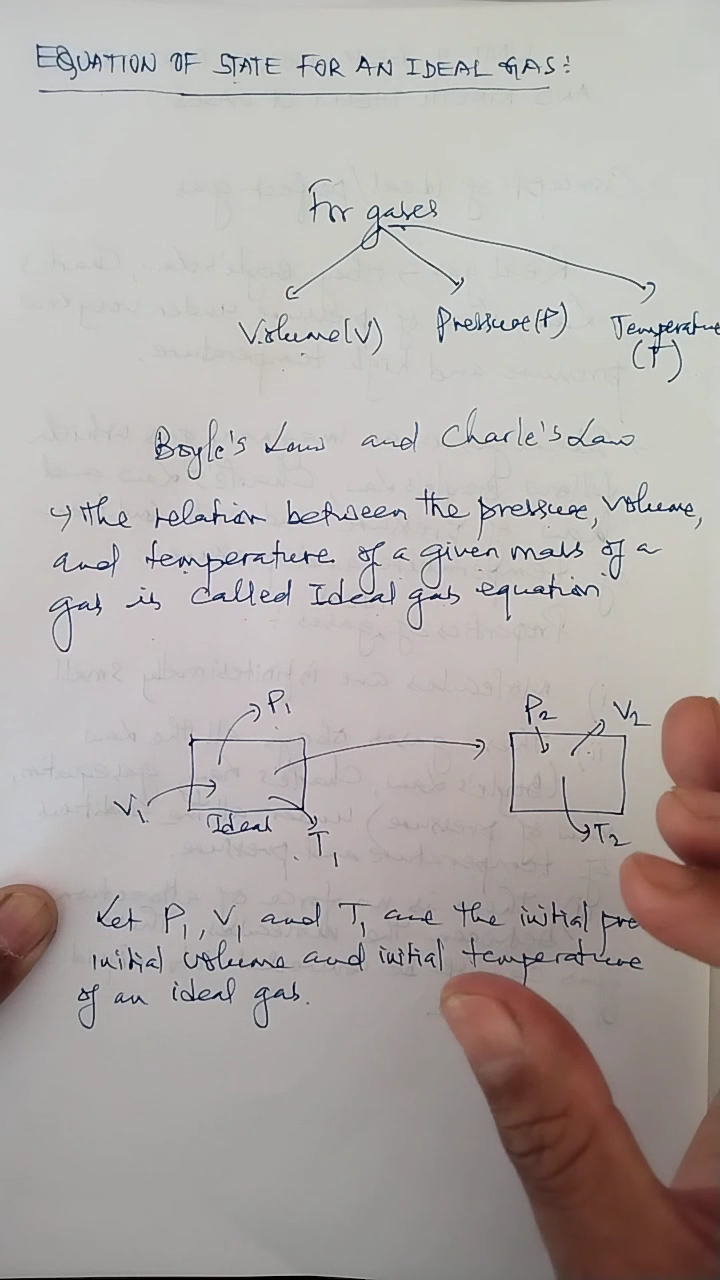 EQUATION OF STATE FOR AN IDEAL GAS:
For gases
Volume(V) Pressure(P) Temperature
(T)
Boyle's Law and Charle's Law
↪ The relation between the pressure, volume,
and temperature of a given mass of a
gas is called Ideal gas equation
P1 P2 V2
V1 Ideal T1 T2
Let P1, V1 and T1 are the initial pre
initial volume and initial temperature
of an ideal gas.